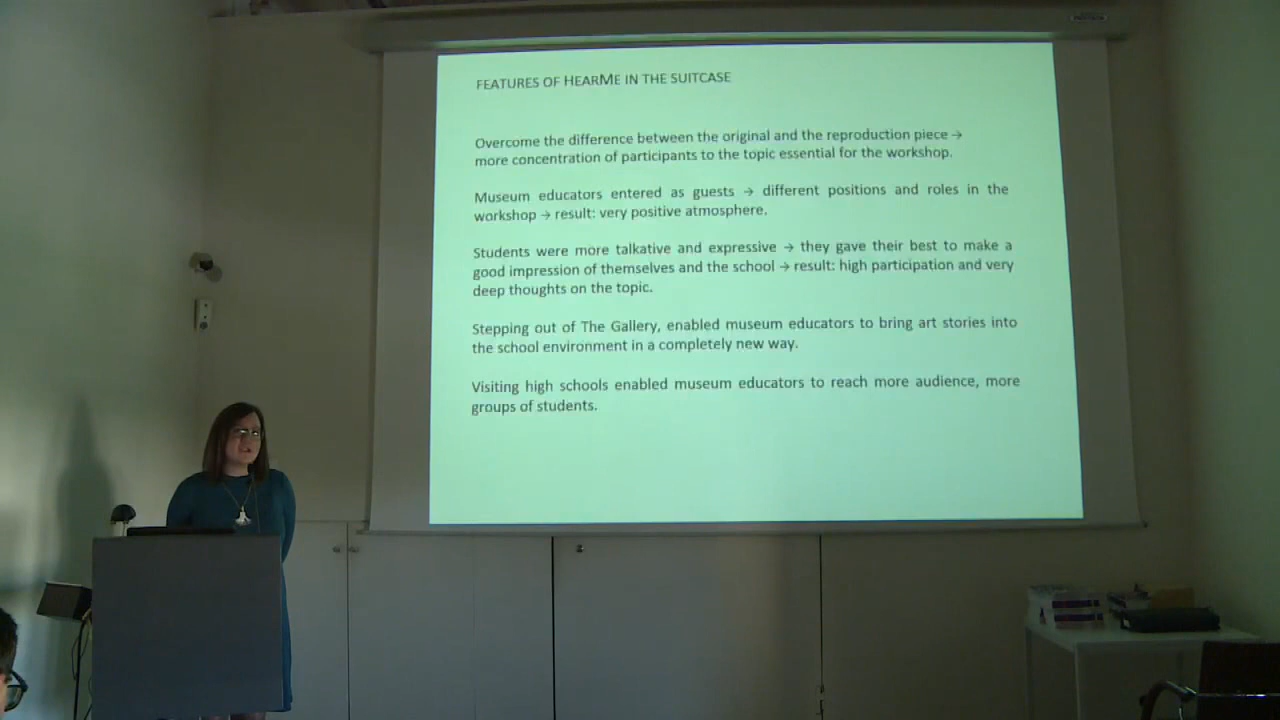 FEATURES OF HEARME IN THE SUITCASE
Overcome the difference between the original and the reproduction piece →
more concentration of participants to the topic essential for the workshop.
Museum educators entered as guests → different positions and roles in the
workshop → result: very positive atmosphere.
Students were more talkative and expressive → they gave their best to make a
good impression of themselves and the school → result: high participation and very
deep thoughts on the topic.
Stepping out of The Gallery, enabled museum educators to bring art stories into
the school environment in a completely new way.
Visiting high schools enabled museum educators to reach more audience, more
groups of students.